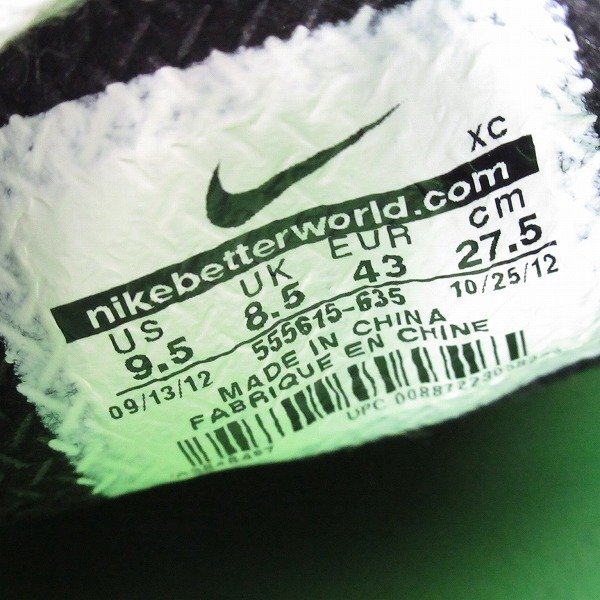 XC
nikebetterworld.com
US UK EUR cm
9.5 8.5 43 27.5
09/13/12 555615-635 10/25/12
MADE IN CHINA
FABRIQUE EN CHINE
UPC